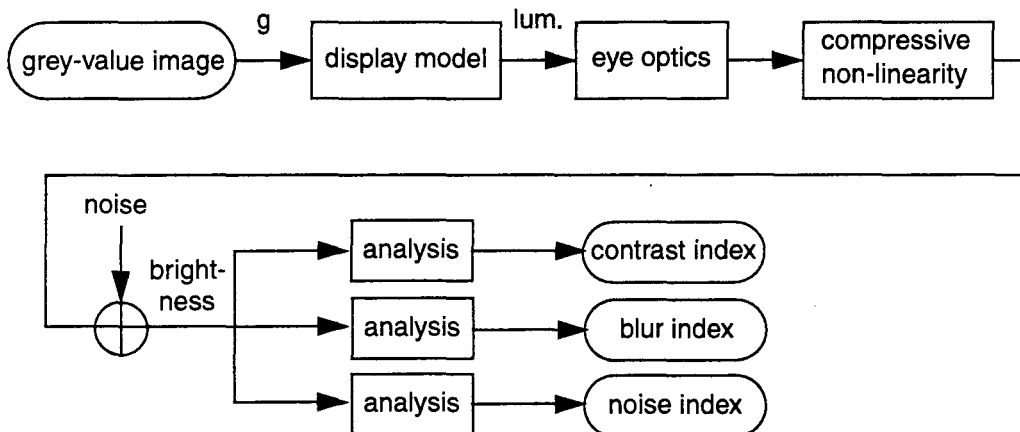 g
lum.
grey-value image
display model
eye optics
compressive
non-linearity
noise
bright-
ness
analysis
contrast index
analysis
blur index
analysis
noise index